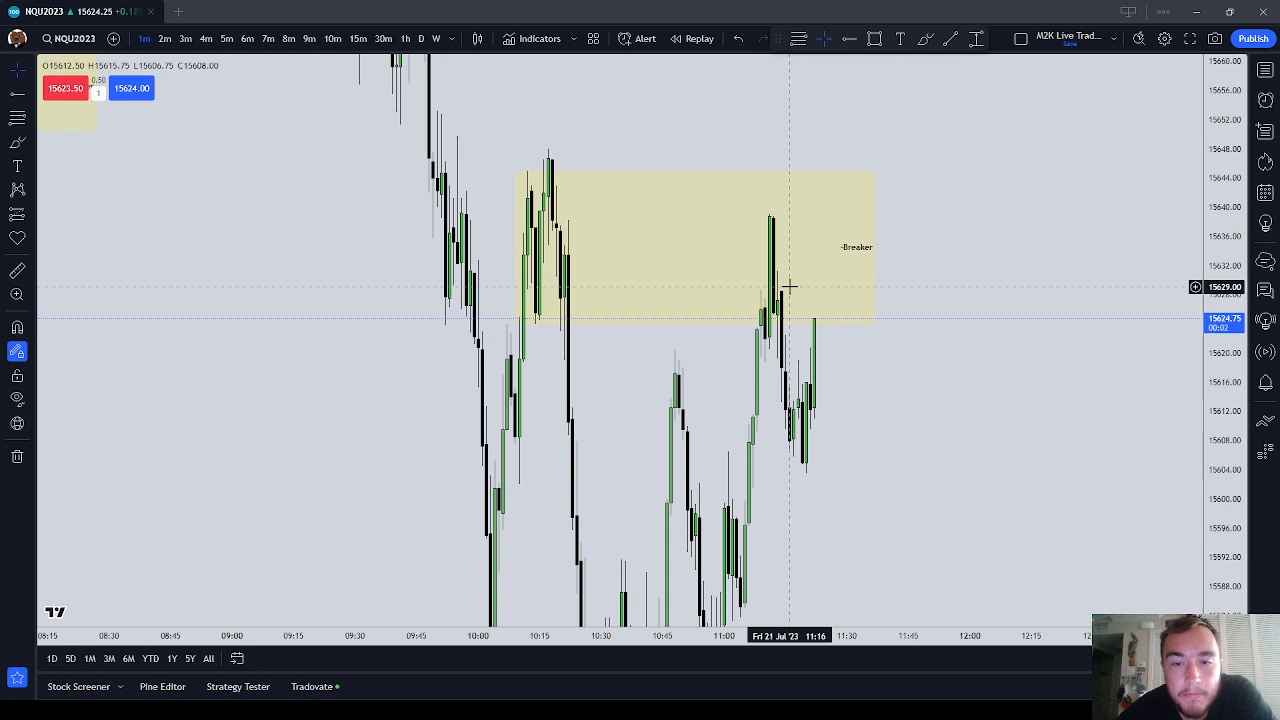 NQU2023 ▲ 15624.25 +0.18%
NQU2023
1m 2m 3m 4m 5m 6m 7m 8m 9m 10m 15m 30m 1h D W
Indicators
Alert
Replay
M2K Live Trad...
Save
Publish
O15612.50 H15615.75 L15606.75 C15608.00
15623.50
0.50
1
15624.00
-Breaker
15660.00
15656.00
15652.00
15648.00
15644.00
15640.00
15636.00
15632.00
15629.00
15628.00
15624.75
00:02
15620.00
15616.00
15612.00
15608.00
15604.00
15600.00
15596.00
15592.00
15588.00
08:15 08:30 08:45 09:00 09:15 09:30 09:45 10:00 10:15 10:30 10:45 11:00 Fri 21 Jul '23 11:16 11:30 11:45 12:00 12:15
1D 5D 1M 3M 6M YTD 1Y 5Y All
Stock Screener Pine Editor Strategy Tester Tradovate